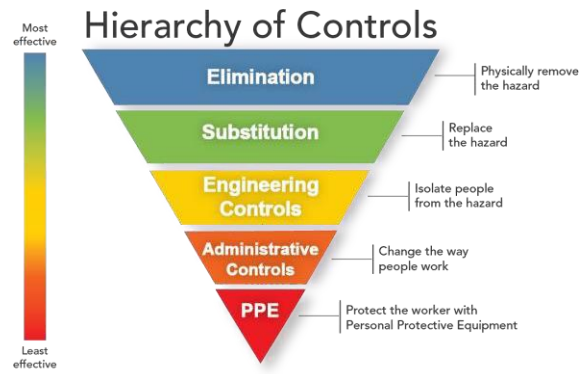 Hierarchy of Controls
Most
effective
Elimination
Physically remove
the hazard
Substitution
Replace
the hazard
Engineering
Controls
Isolate people
from the hazard
Administrative
Controls
Change the way
people work
PPE
Protect the worker with
Personal Protective Equipment
Least
effective